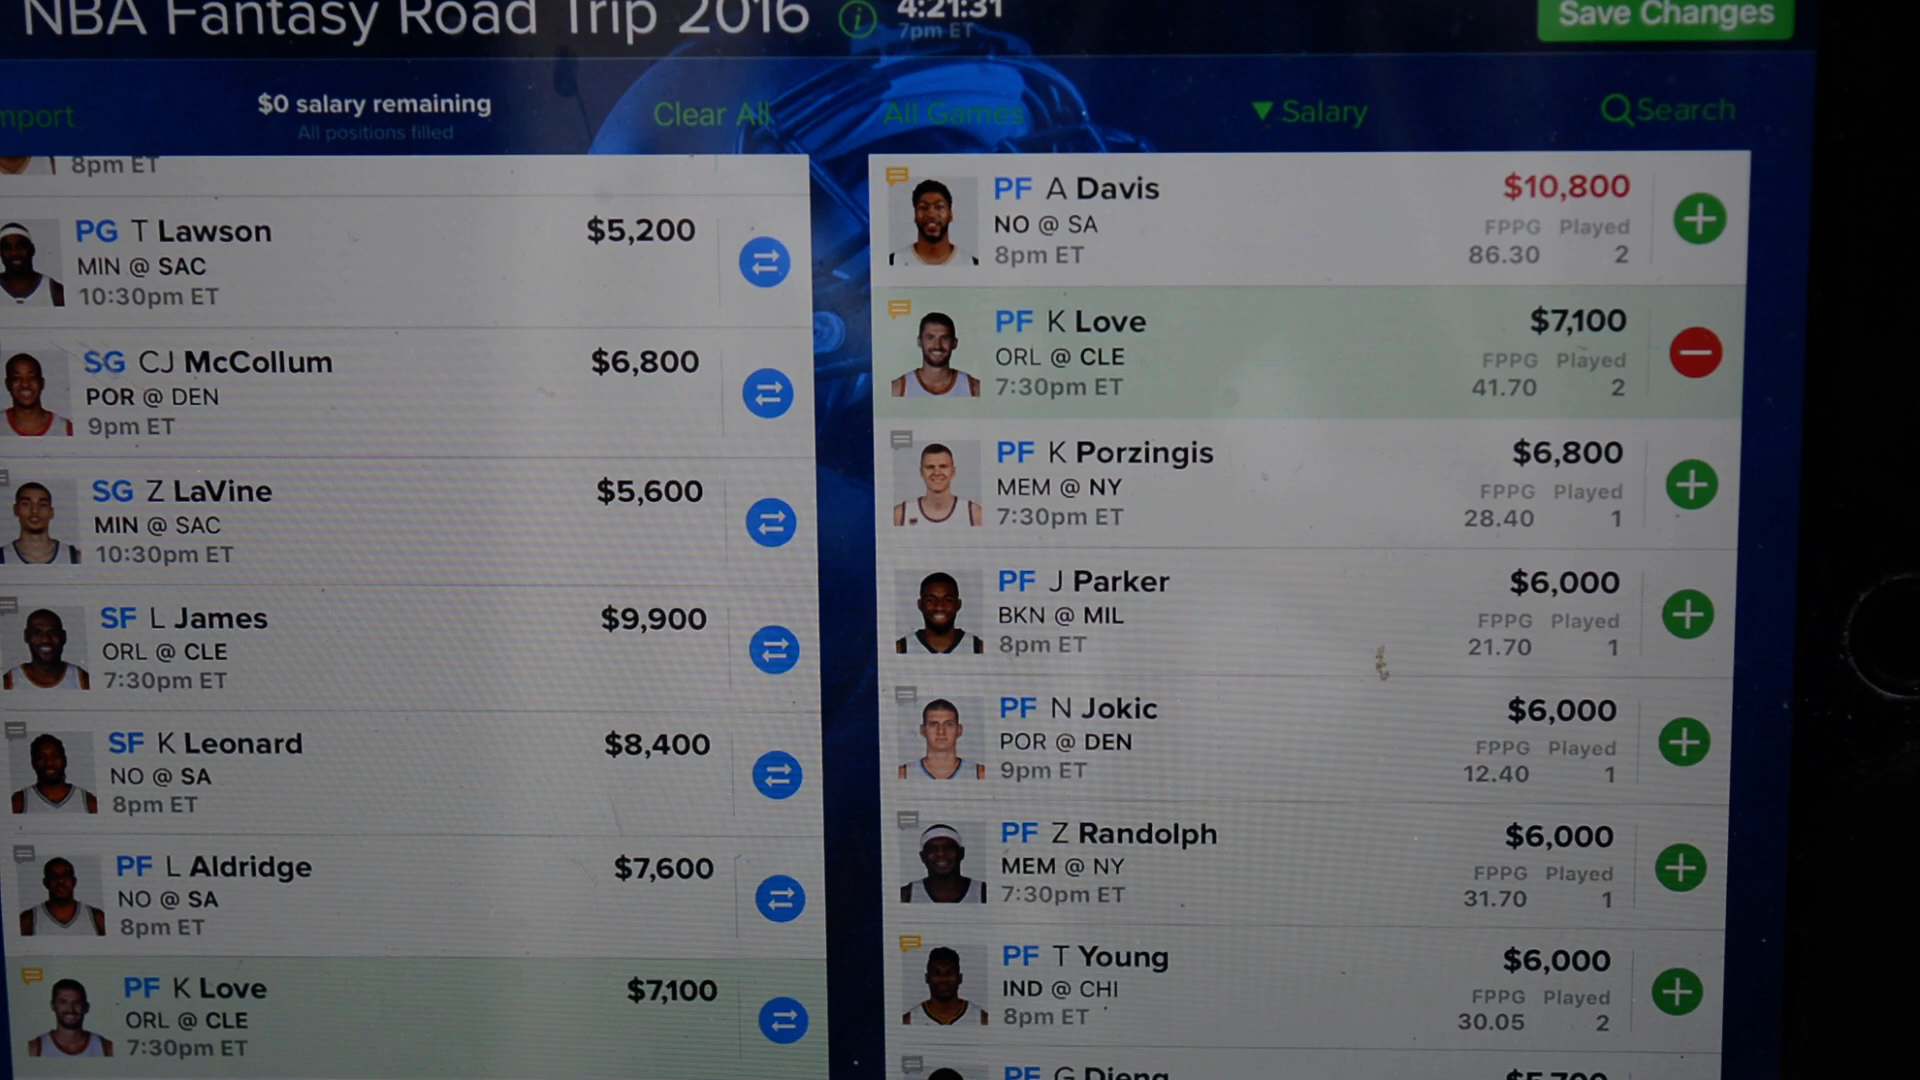 NBA Fantasy Road Trip 2016
4:21:31
7pm ET
Save Changes
mport
$0 salary remaining
All positions filled
Clear All
All Games
Salary
Search
8pm ET
PG T Lawson $5,200
MIN @ SAC
10:30pm ET
SG CJ McCollum $6,800
POR @ DEN
9pm ET
SG Z LaVine $5,600
MIN @ SAC
10:30pm ET
SF L James $9,900
ORL @ CLE
7:30pm ET
SF K Leonard $8,400
NO @ SA
8pm ET
PF L Aldridge $7,600
NO @ SA
8pm ET
PF K Love $7,100
ORL @ CLE
7:30pm ET
PF A Davis $10,800
NO @ SA FPPG Played
8pm ET 86.30 2
PF K Love $7,100
ORL @ CLE FPPG Played
7:30pm ET 41.70 2
PF K Porzingis $6,800
MEM @ NY FPPG Played
7:30pm ET 28.40 1
PF J Parker $6,000
BKN @ MIL FPPG Played
8pm ET 21.70 1
PF N Jokic $6,000
POR @ DEN FPPG Played
9pm ET 12.40 1
PF Z Randolph $6,000
MEM @ NY FPPG Played
7:30pm ET 31.70 1
PF T Young $6,000
IND @ CHI FPPG Played
8pm ET 30.05 2
PF G Dieng $5,700